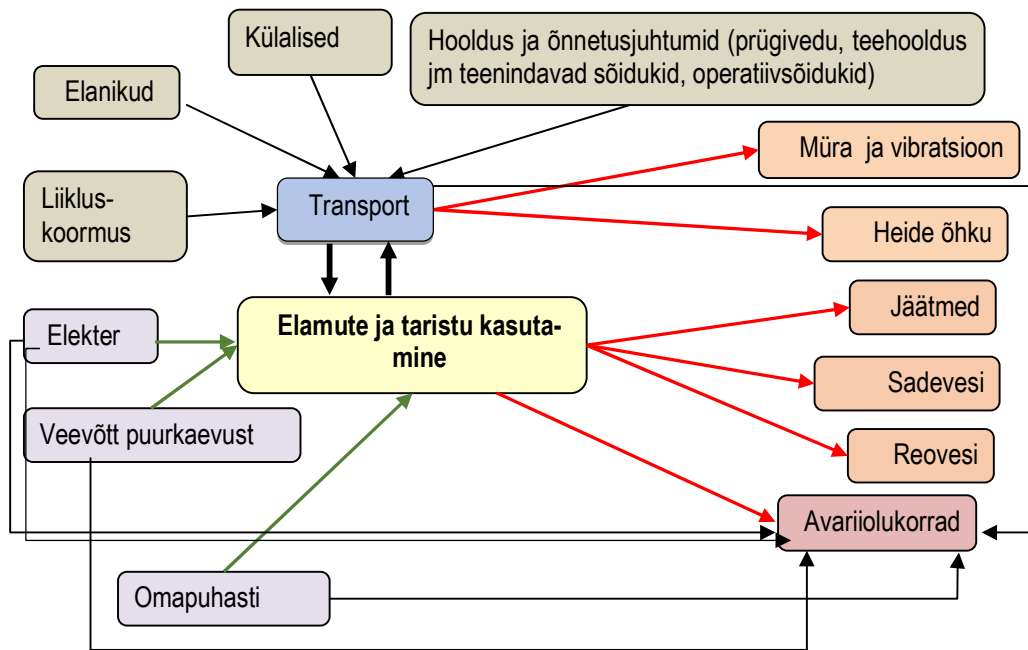 Külalised
Hooldus ja õnnetusjuhtumid (prügivedu, teehooldus
jm teenindavad sõidukid, operatiivsõidukid)
Elanikud
Müra ja vibratsioon
Liiklus-
koormus
Transport
Heide õhku
Jäätmed
Elamute ja taristu kasuta-
mine
Elekter
Sadevesi
Veevõtt puurkaevust
Reovesi
Avariiolukorrad
Omapuhasti